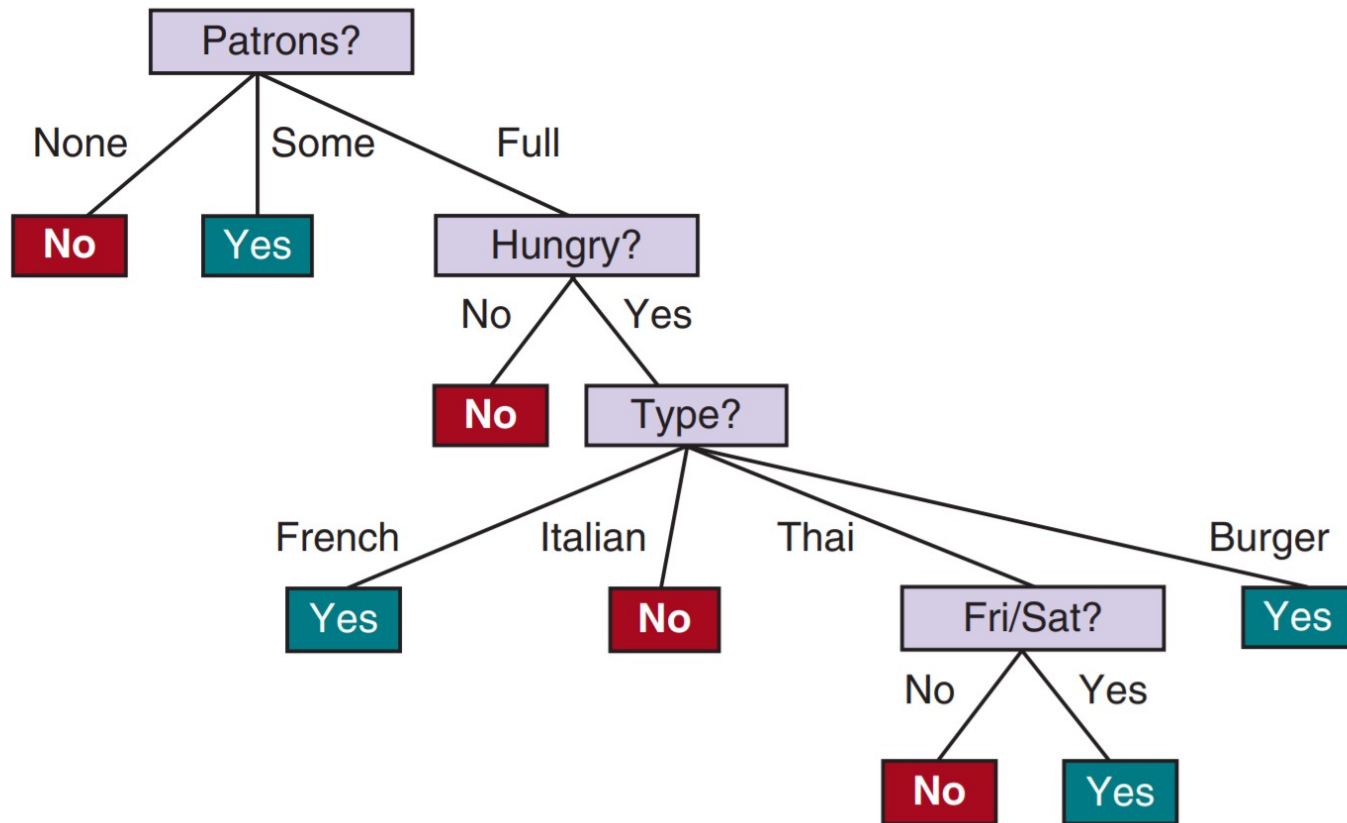 Patrons?
None Some Full
No Yes Hungry?
No Yes
No Type?
French Italian Thai Burger
Yes No Fri/Sat? Yes
No Yes
No Yes